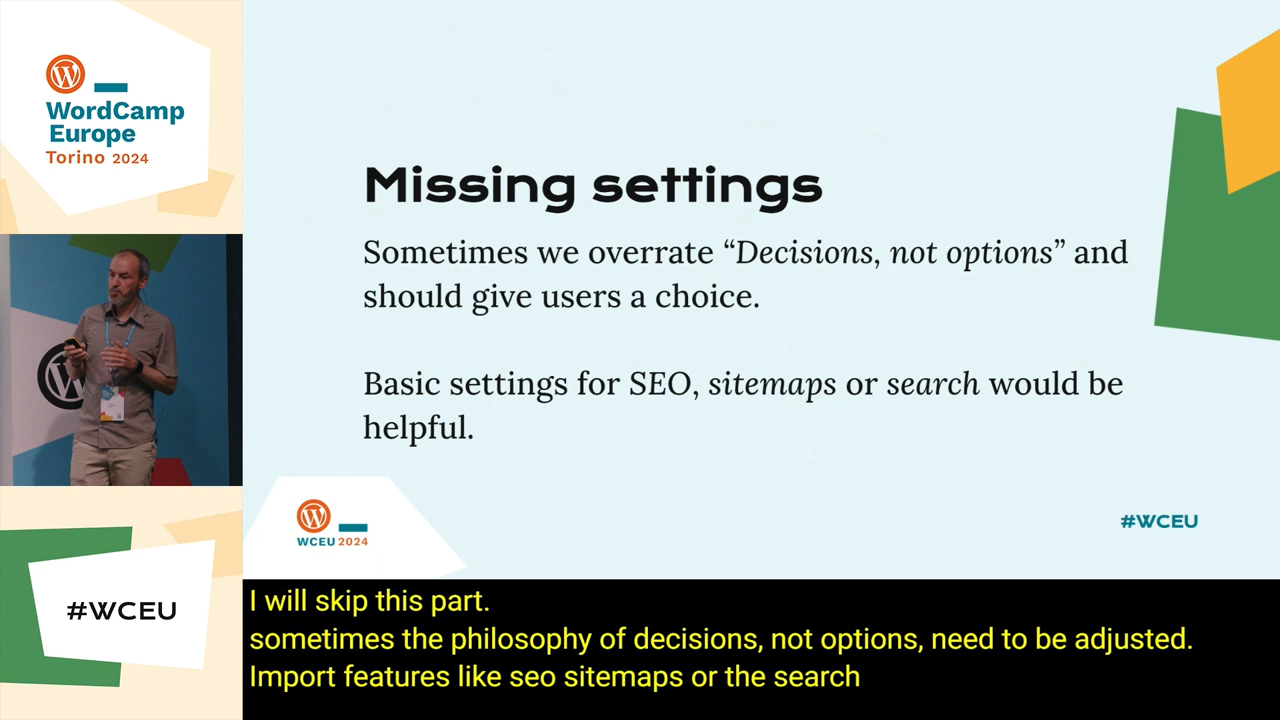 WordCamp
Europe
Torino 2024
Missing settings
Sometimes we overrate “Decisions, not options” and
should give users a choice.
Basic settings for SEO, sitemaps or search would be
helpful.
WCEU 2024
#WCEU
#WCEU
I will skip this part.
sometimes the philosophy of decisions, not options, need to be adjusted.
Import features like seo sitemaps or the search